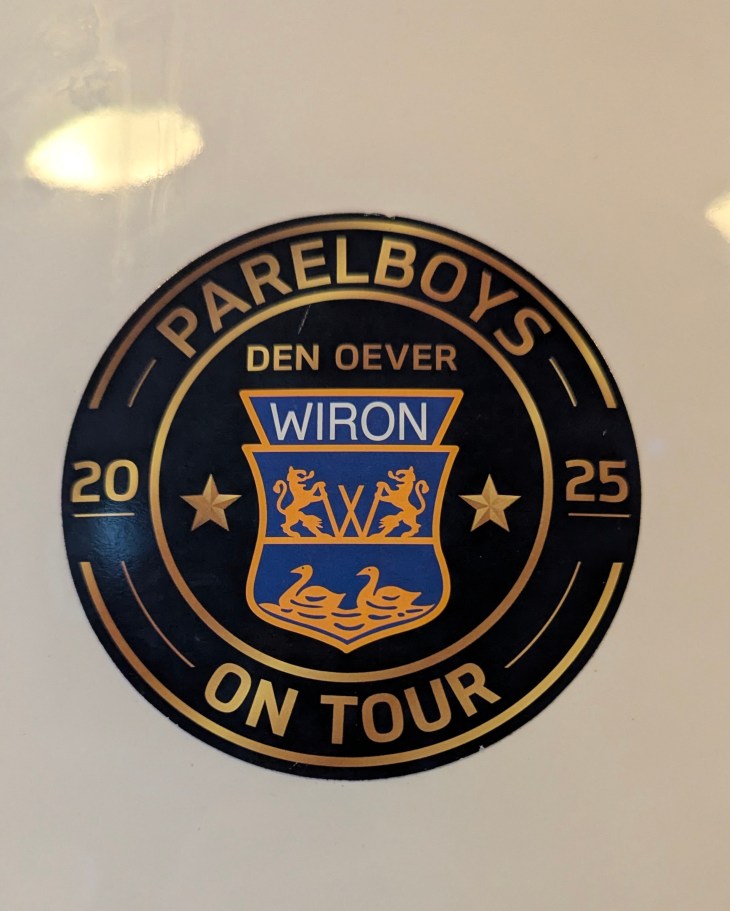 PARELBOYS
DEN OEVER
WIRON
W
20 25
ON TOUR